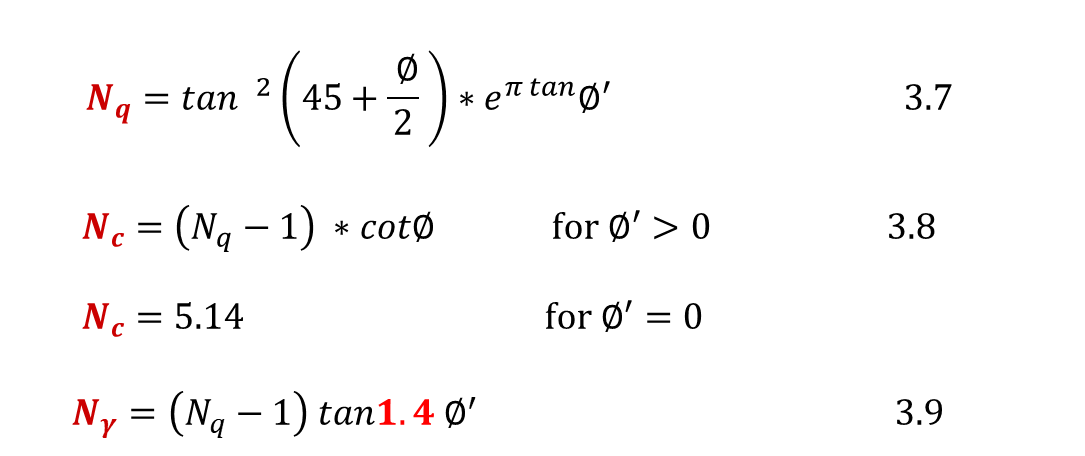 N_q = tan ² (45 + ∅/2) * e^{π tan}∅′ 3.7
N_c = (N_q − 1) * cot∅ for ∅′ > 0 3.8
N_c = 5.14 for ∅′ = 0
N_γ = (N_q − 1) tan1.4 ∅′ 3.9